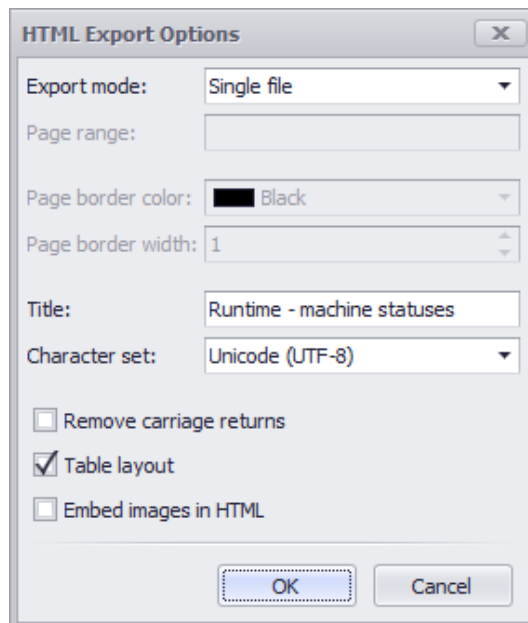 HTML Export Options
Export mode: Single file
Page range:
Page border color: Black
Page border width: 1
Title: Runtime - machine statuses
Character set: Unicode (UTF-8)
Remove carriage returns
Table layout
Embed images in HTML
OK Cancel